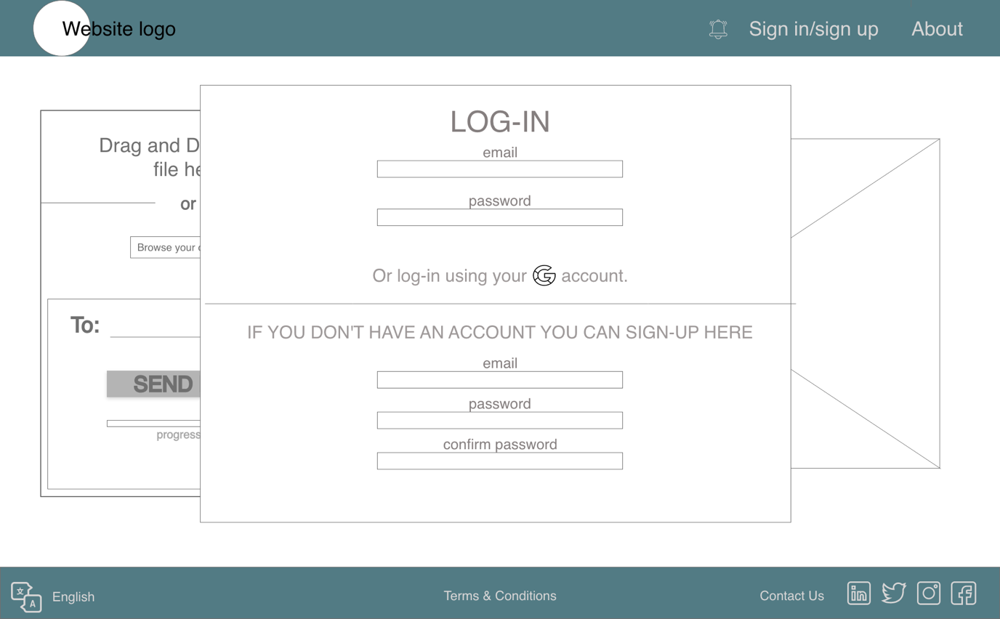 Website logo
Sign in/sign up
About
LOG-IN
email
password
Or log-in using your G account.
IF YOU DON'T HAVE AN ACCOUNT YOU CAN SIGN-UP HERE
email
password
confirm password
Drag and D
file he
or
Browse your
To:
SEND
progress
文
A
English
Terms & Conditions
Contact Us
in